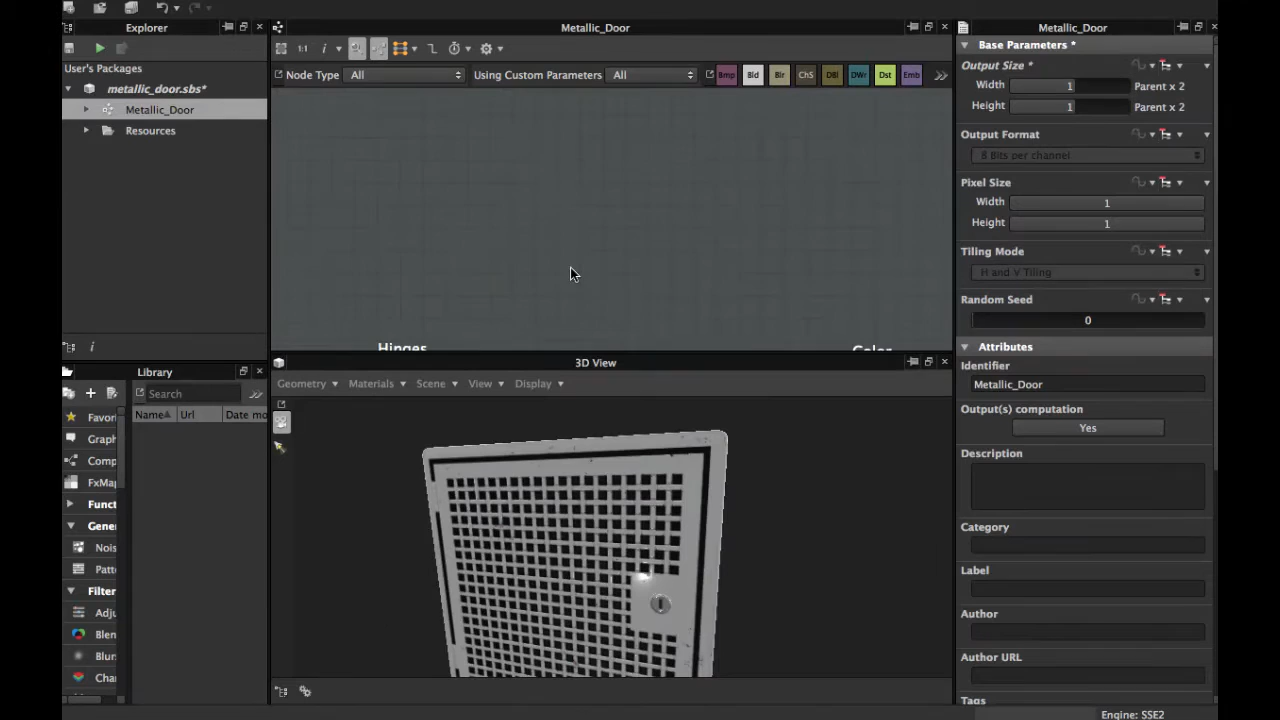 Explorer
Metallic_Door
Metallic_Door
1:1
i
Base Parameters *
User's Packages
metallic_door.sbs*
Metallic_Door
Resources
Node Type
All
Using Custom Parameters
All
Bmp
Bld
Blr
ChS
DBl
DWr
Dst
Emb
Output Size *
Width
1
Parent x 2
Height
1
Parent x 2
Output Format
8 Bits per channel
Pixel Size
Width
1
Height
1
Tiling Mode
H and V Tiling
Random Seed
0
Hinges
Color
i
Attributes
Identifier
Metallic_Door
Output(s) computation
Yes
Description
Category
Label
Author
Author URL
Tags
Library
Search
Name
Url
Date mo
Favor
Graph
Comp
FxMap
Funct
Gener
Nois
Patte
Filter
Adju
Blen
Blur
Cha
3D View
Geometry
Materials
Scene
View
Display
Engine: SSE2